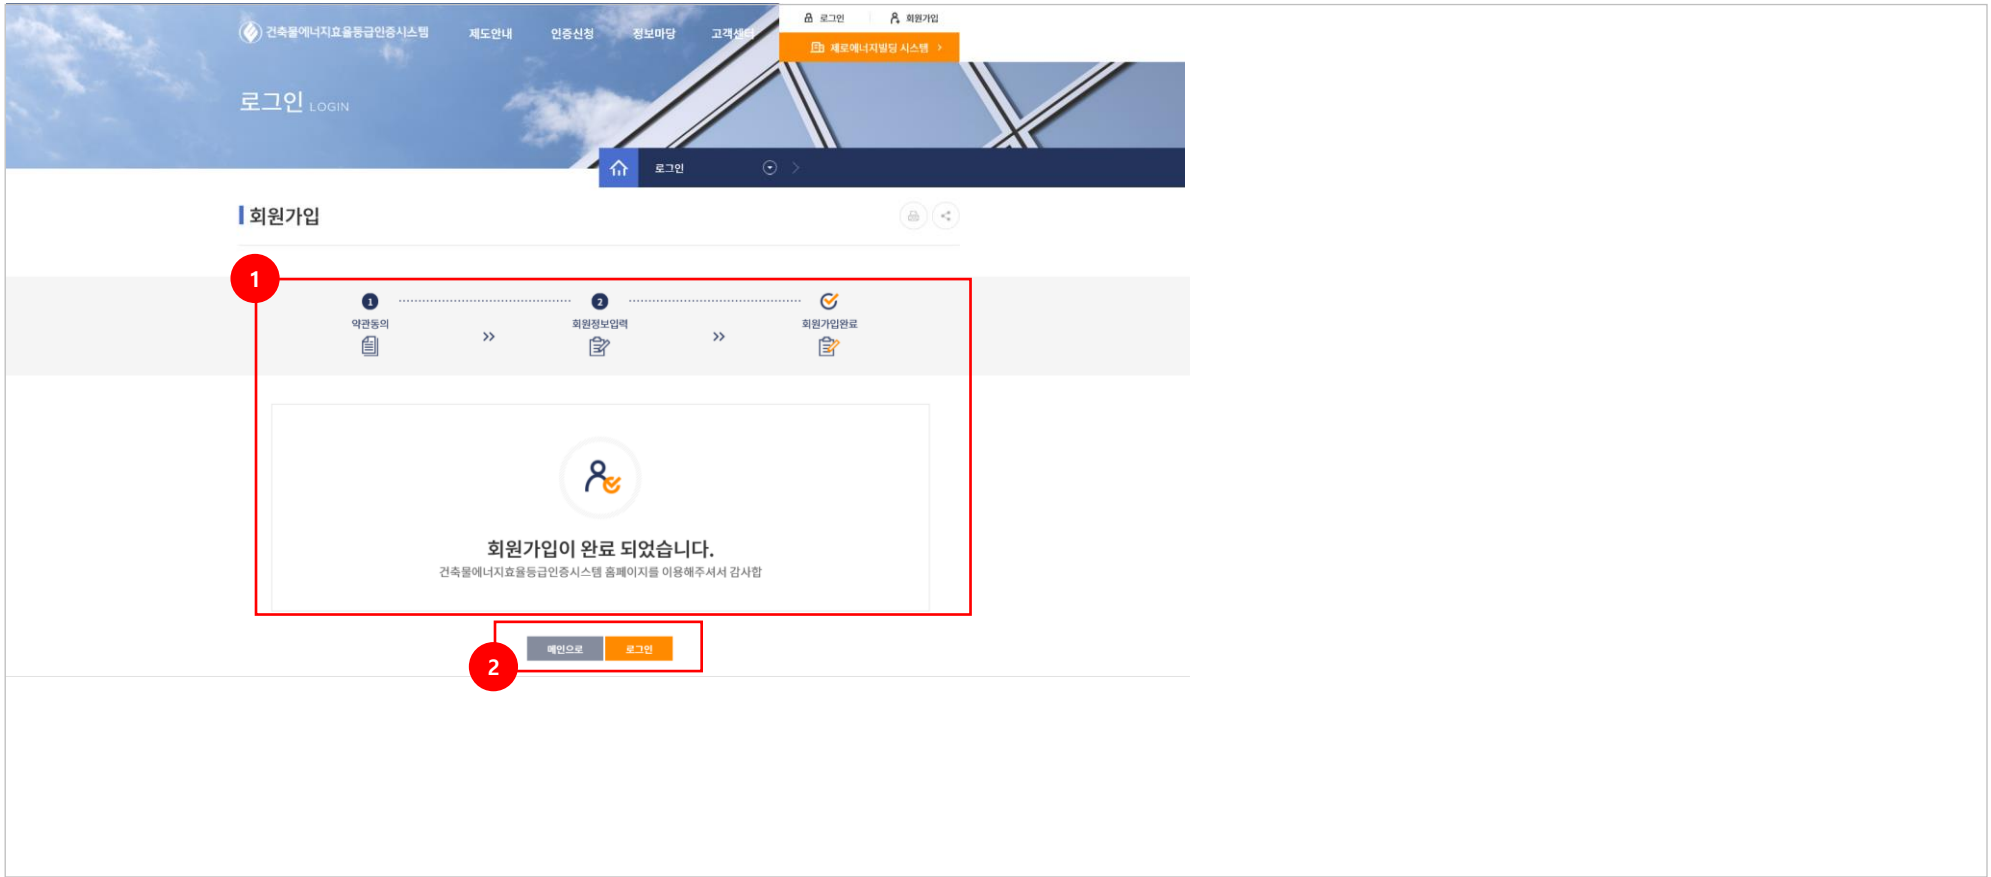 건축물에너지효율등급인증시스템 제도안내 인증신청 정보마당 고객센터
로그인 회원가입
제로에너지빌딩 시스템
로그인 LOGIN
로그인
회원가입
1
1 2
약관동의 회원정보입력 회원가입완료
회원가입이 완료 되었습니다.
건축물에너지효율등급인증시스템 홈페이지를 이용해주셔서 감사합
메인으로 로그인
2